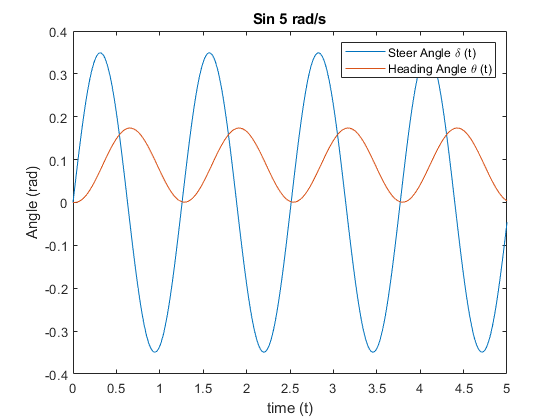 Sin 5 rad/s
Steer Angle δ (t)
Heading Angle θ (t)
Angle (rad)
0.4
0.3
0.2
0.1
0
-0.1
-0.2
-0.3
-0.4
0 0.5 1 1.5 2 2.5 3 3.5 4 4.5 5
time (t)